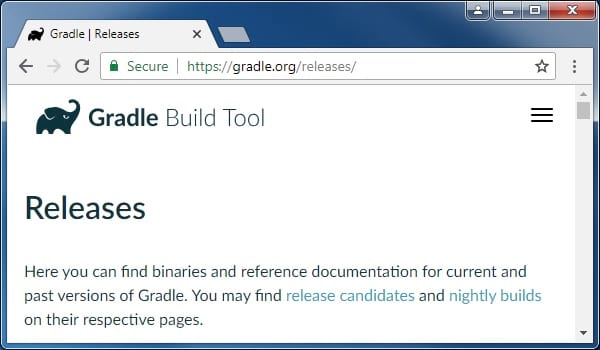 Gradle | Releases
Secure https://gradle.org/releases/
Gradle Build Tool
Releases
Here you can find binaries and reference documentation for current and
past versions of Gradle. You may find release candidates and nightly builds
on their respective pages.